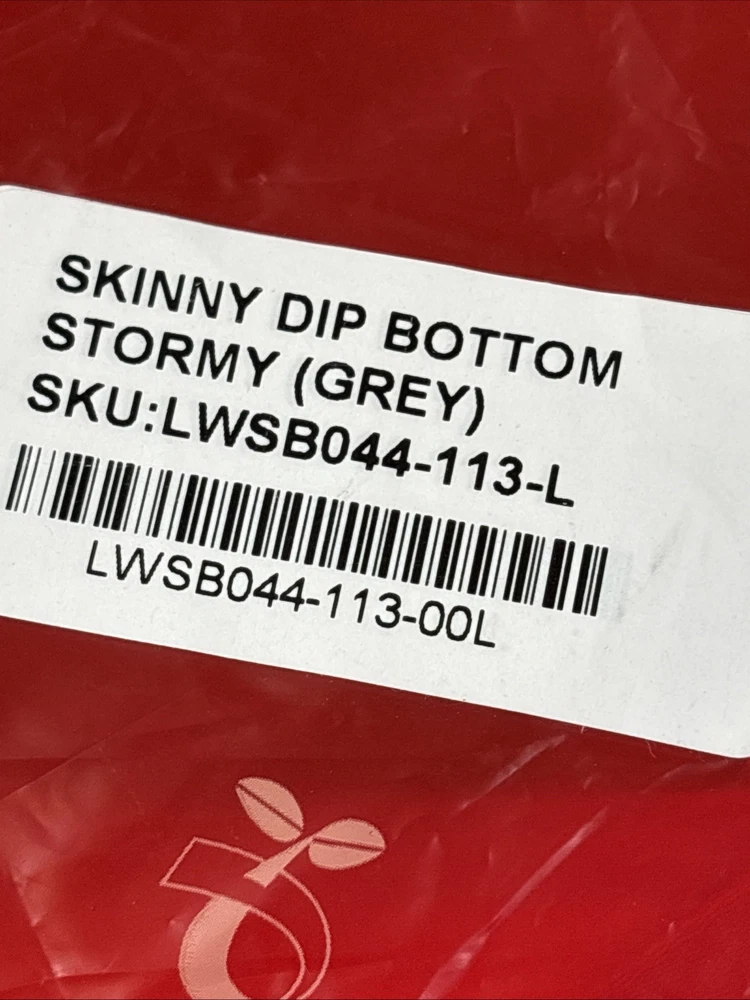 SKINNY DIP BOTTOM
STORMY (GREY)
SKU:LWSB044-113-L
LWSB044-113-00L